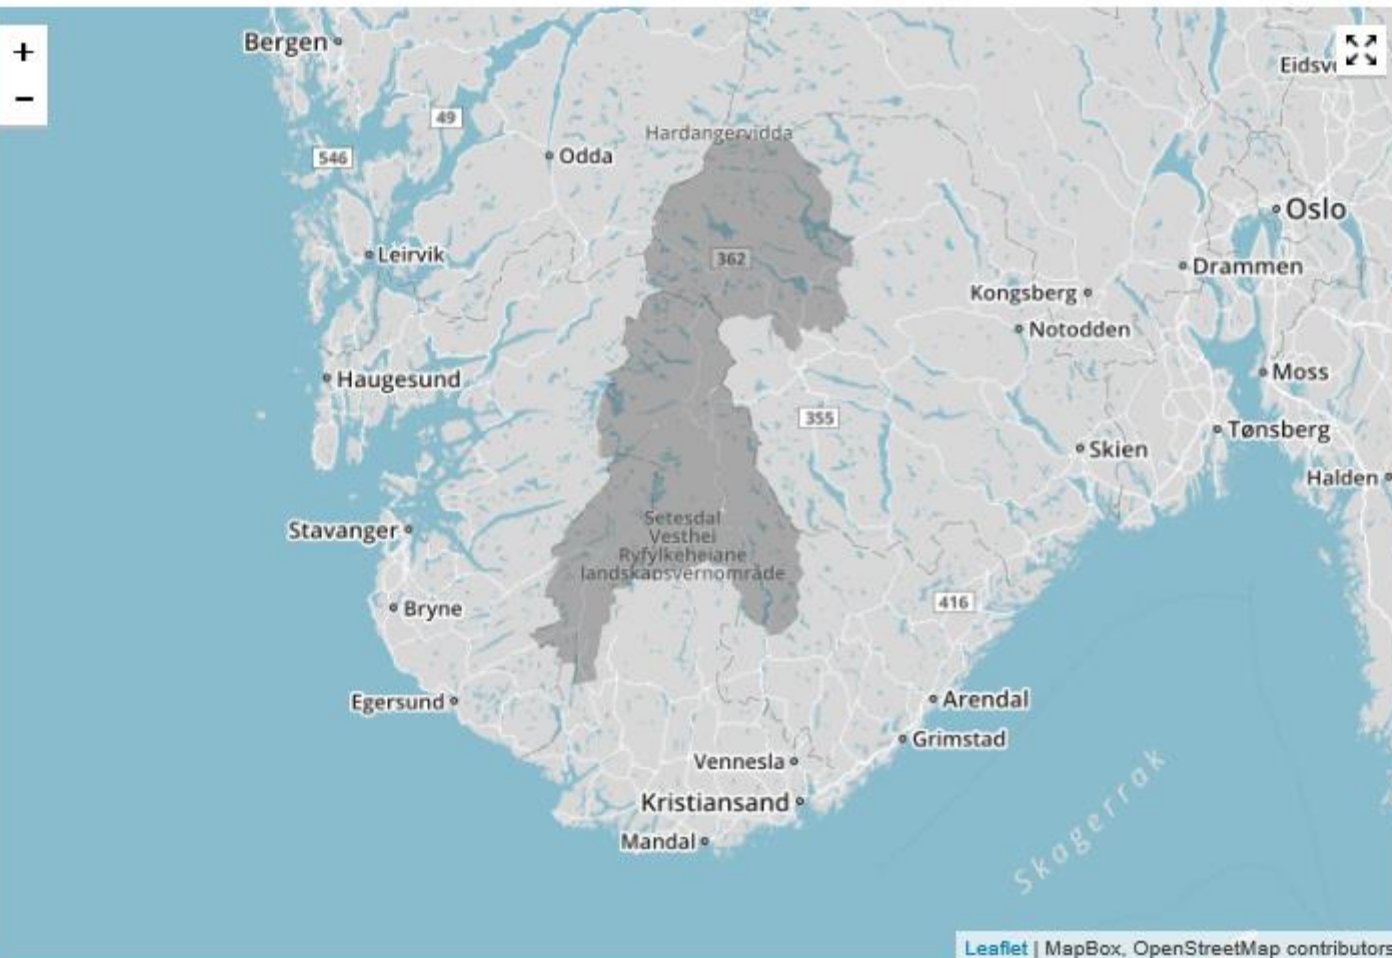 +
−
Bergen
Eidsv
49
Hardangervidda
546
Odda
Oslo
Leirvik
362
Drammen
Kongsberg
Notodden
Moss
Haugesund
355
Tønsberg
Skien
Halden
Setesdal
Vesthei
Ryfylkeheiane
landskapsvernområde
Stavanger
Bryne
416
Egersund
Arendal
Grimstad
Vennesla
Kristiansand
Mandal
Skagerrak
Leaflet | MapBox, OpenStreetMap contributors